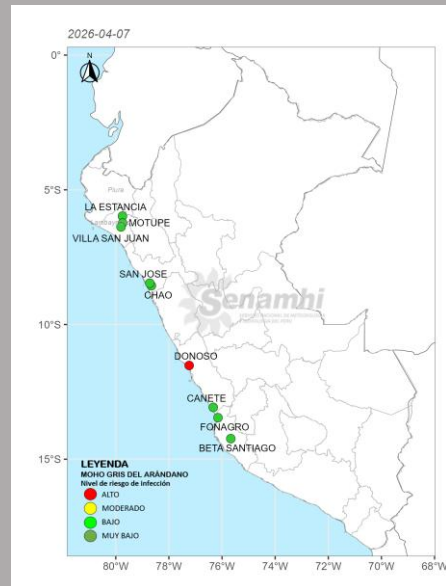 2026-04-07
N
0°
5°S
10°S
15°S
Piura
LA ESTANCIA
MOTUPE
VILLA SAN JUAN
SAN JOSE
CHAO
Senamhi
DONOSO
CANETE
FONAGRO
BETA SANTIAGO
LEYENDA
MOHO GRIS DEL ARÁNDANO
Nivel de riesgo de infección
ALTO
MODERADO
BAJO
MUY BAJO
80°W 78°W 76°W 74°W 72°W 70°W 68°W